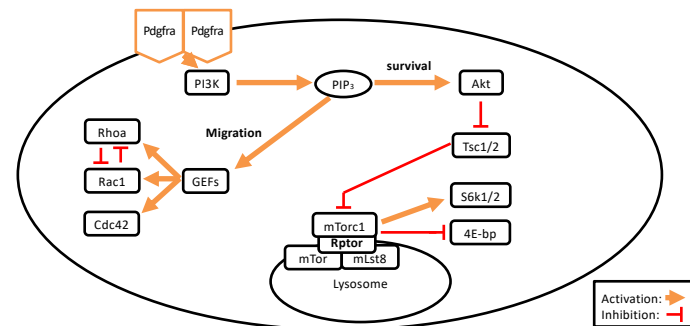 Pdgfra Pdgfra
survival
PI3K
PIP₃
Akt
Migration
Rhoa
Tsc1/2
Rac1
GEFs
S6k1/2
Cdc42
mTorc1
4E-bp
Rptor
mTor mLst8
Lysosome
Activation:
Inhibition: